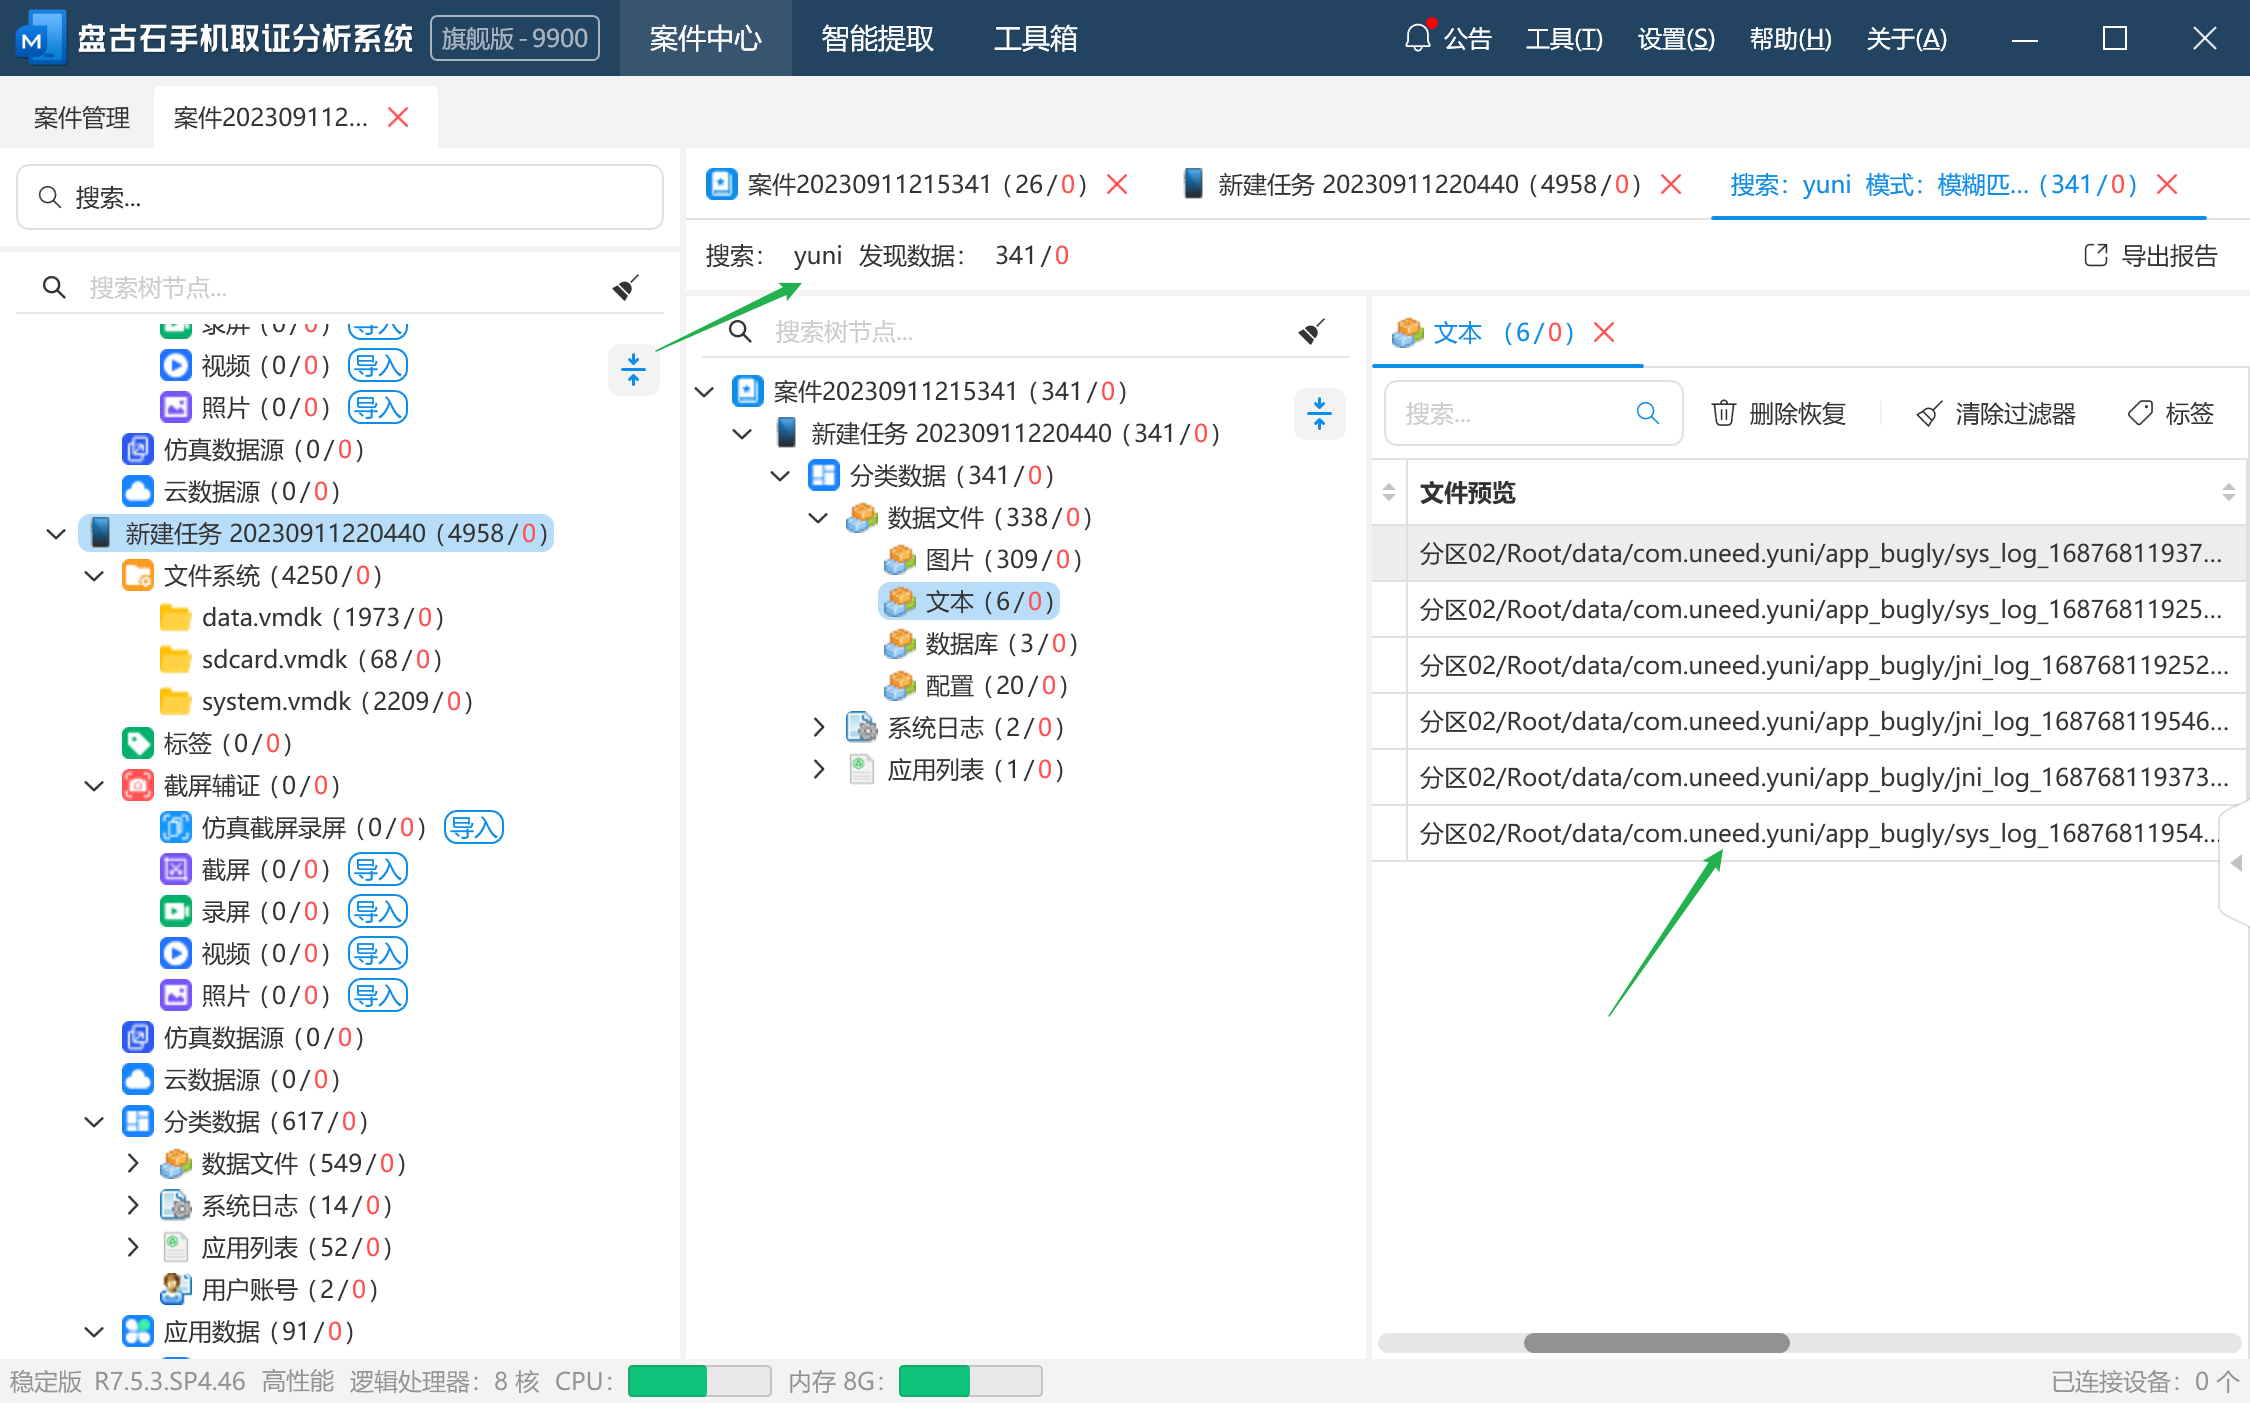 盘古石手机取证分析系统 旗舰版 - 9900 案件中心 智能提取 工具箱 公告 工具(T) 设置(S) 帮助(H) 关于(A)
案件管理 案件202309112...
搜索...
案件20230911215341 (26/0) 新建任务 20230911220440 (4958/0) 搜索：yuni 模式：模糊匹... (341/0)
搜索： yuni 发现数据： 341/0 导出报告
搜索树节点...
录屏 (0/0) 导入
视频 (0/0) 导入
照片 (0/0) 导入
仿真数据源 (0/0)
云数据源 (0/0)
新建任务 20230911220440 (4958/0)
文件系统 (4250/0)
data.vmdk (1973/0)
sdcard.vmdk (68/0)
system.vmdk (2209/0)
标签 (0/0)
截屏辅证 (0/0)
仿真截屏录屏 (0/0) 导入
截屏 (0/0) 导入
录屏 (0/0) 导入
视频 (0/0) 导入
照片 (0/0) 导入
仿真数据源 (0/0)
云数据源 (0/0)
分类数据 (617/0)
数据文件 (549/0)
系统日志 (14/0)
应用列表 (52/0)
用户账号 (2/0)
应用数据 (91/0)
搜索树节点...
案件20230911215341 (341/0)
新建任务 20230911220440 (341/0)
分类数据 (341/0)
数据文件 (338/0)
图片 (309/0)
文本 (6/0)
数据库 (3/0)
配置 (20/0)
系统日志 (2/0)
应用列表 (1/0)
文本 (6/0)
搜索... 删除恢复 清除过滤器 标签
文件预览
分区02/Root/data/com.uneed.yuni/app_bugly/sys_log_16876811937...
分区02/Root/data/com.uneed.yuni/app_bugly/sys_log_16876811925...
分区02/Root/data/com.uneed.yuni/app_bugly/jni_log_168768119252...
分区02/Root/data/com.uneed.yuni/app_bugly/jni_log_168768119546...
分区02/Root/data/com.uneed.yuni/app_bugly/jni_log_168768119373...
分区02/Root/data/com.uneed.yuni/app_bugly/sys_log_16876811954...
稳定版 R7.5.3.SP4.46 高性能 逻辑处理器：8 核 CPU： 内存 8G： 已连接设备：0 个